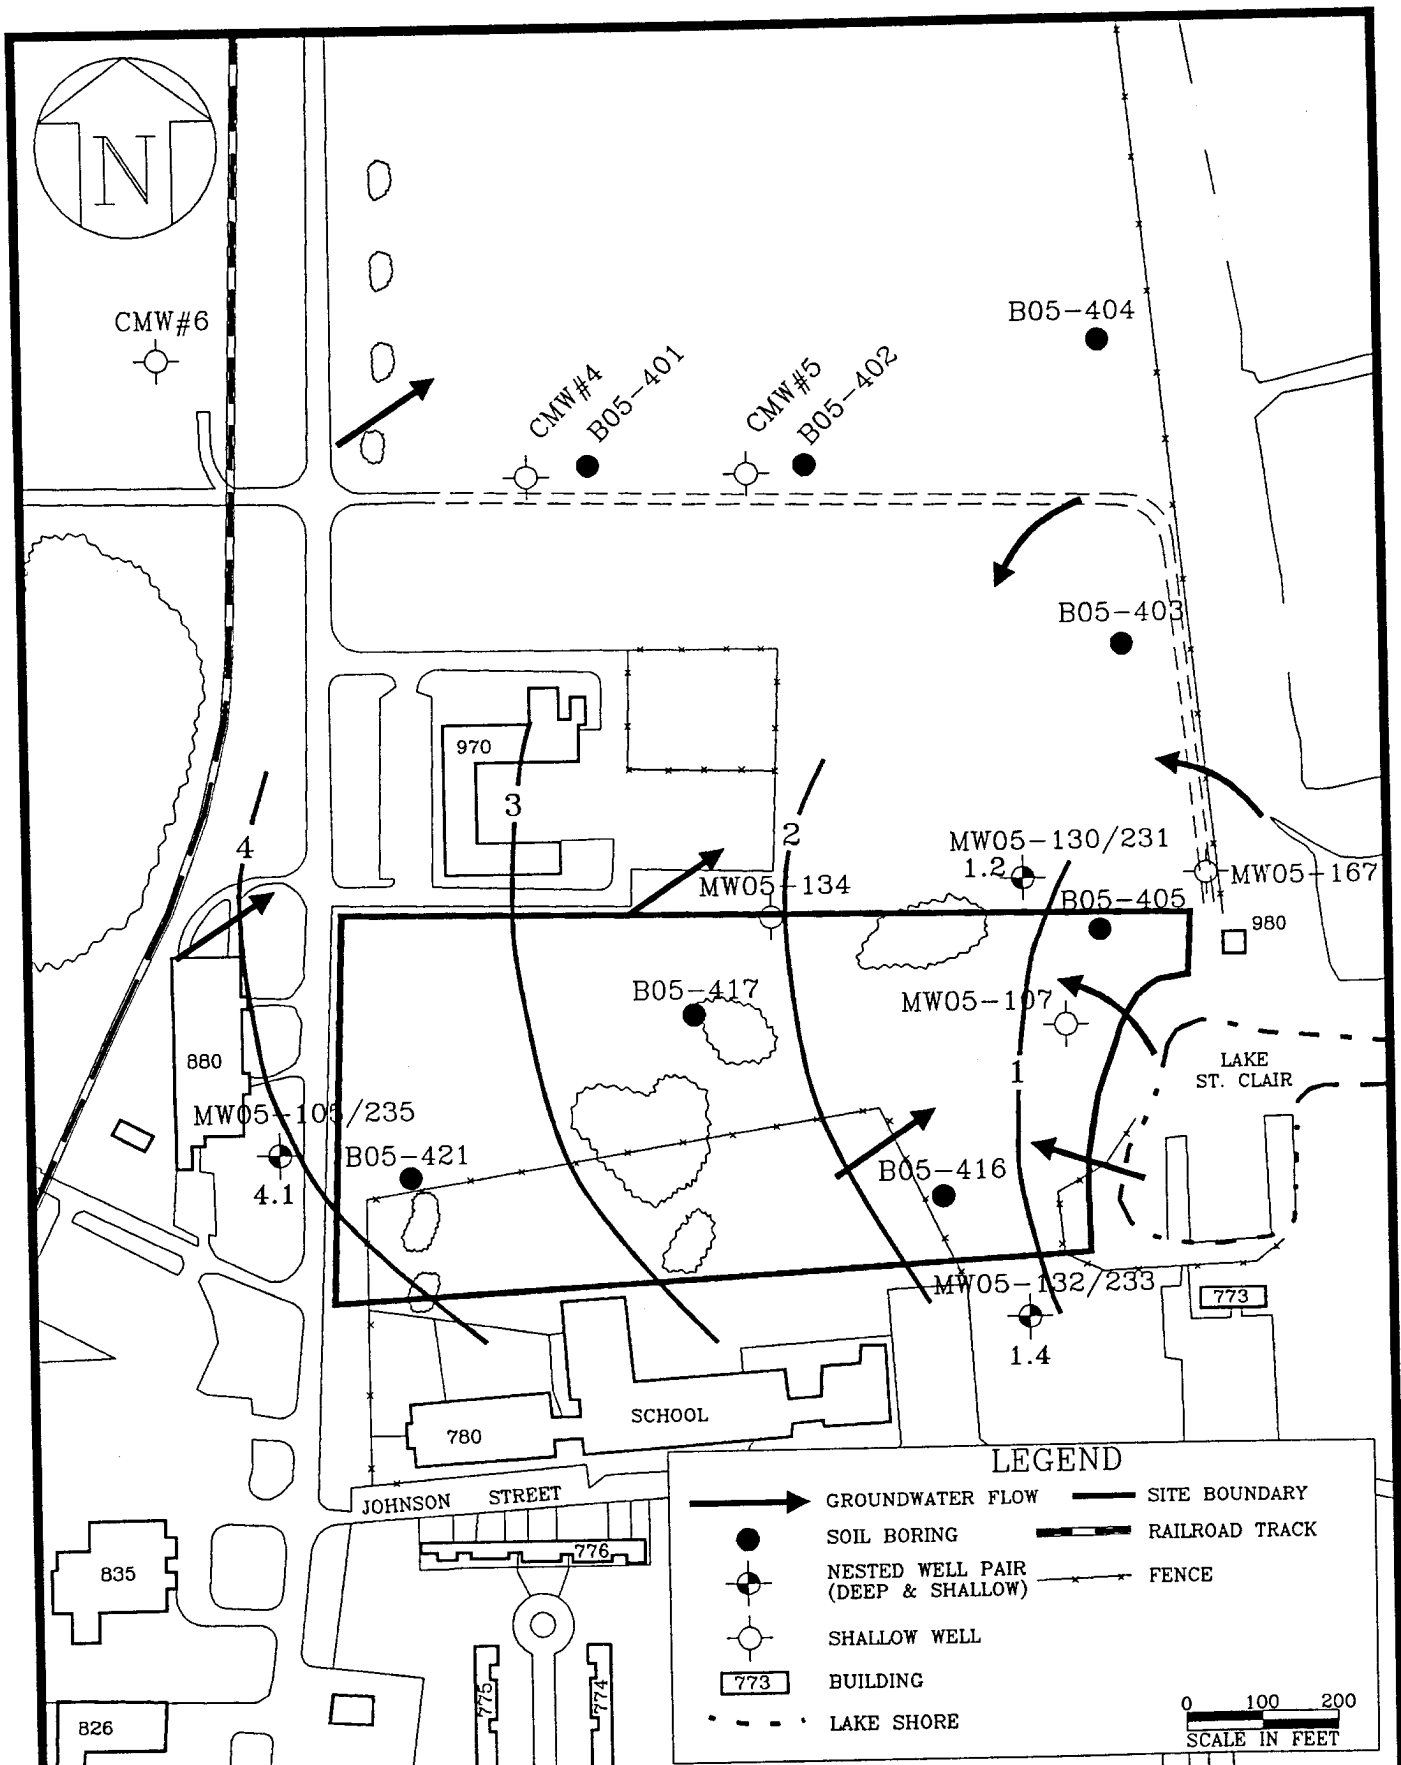 N
CMW#6
B05-404
CMW#4
B05-401
CMW#5
B05-402
B05-403
970
3
2
4
MW05-130/231
1.2
MW05-134
MW05-167
B05-405
980
B05-417
MW05-107
880
1
LAKE
ST. CLAIR
MW05-105/235
B05-421
4.1
B05-416
MW05-132/233
773
1.4
SCHOOL
780
JOHNSON STREET
776
835
775
774
826
LEGEND
GROUNDWATER FLOW
SITE BOUNDARY
SOIL BORING
RAILROAD TRACK
NESTED WELL PAIR
(DEEP & SHALLOW)
FENCE
SHALLOW WELL
773
BUILDING
LAKE SHORE
0 100 200
SCALE IN FEET